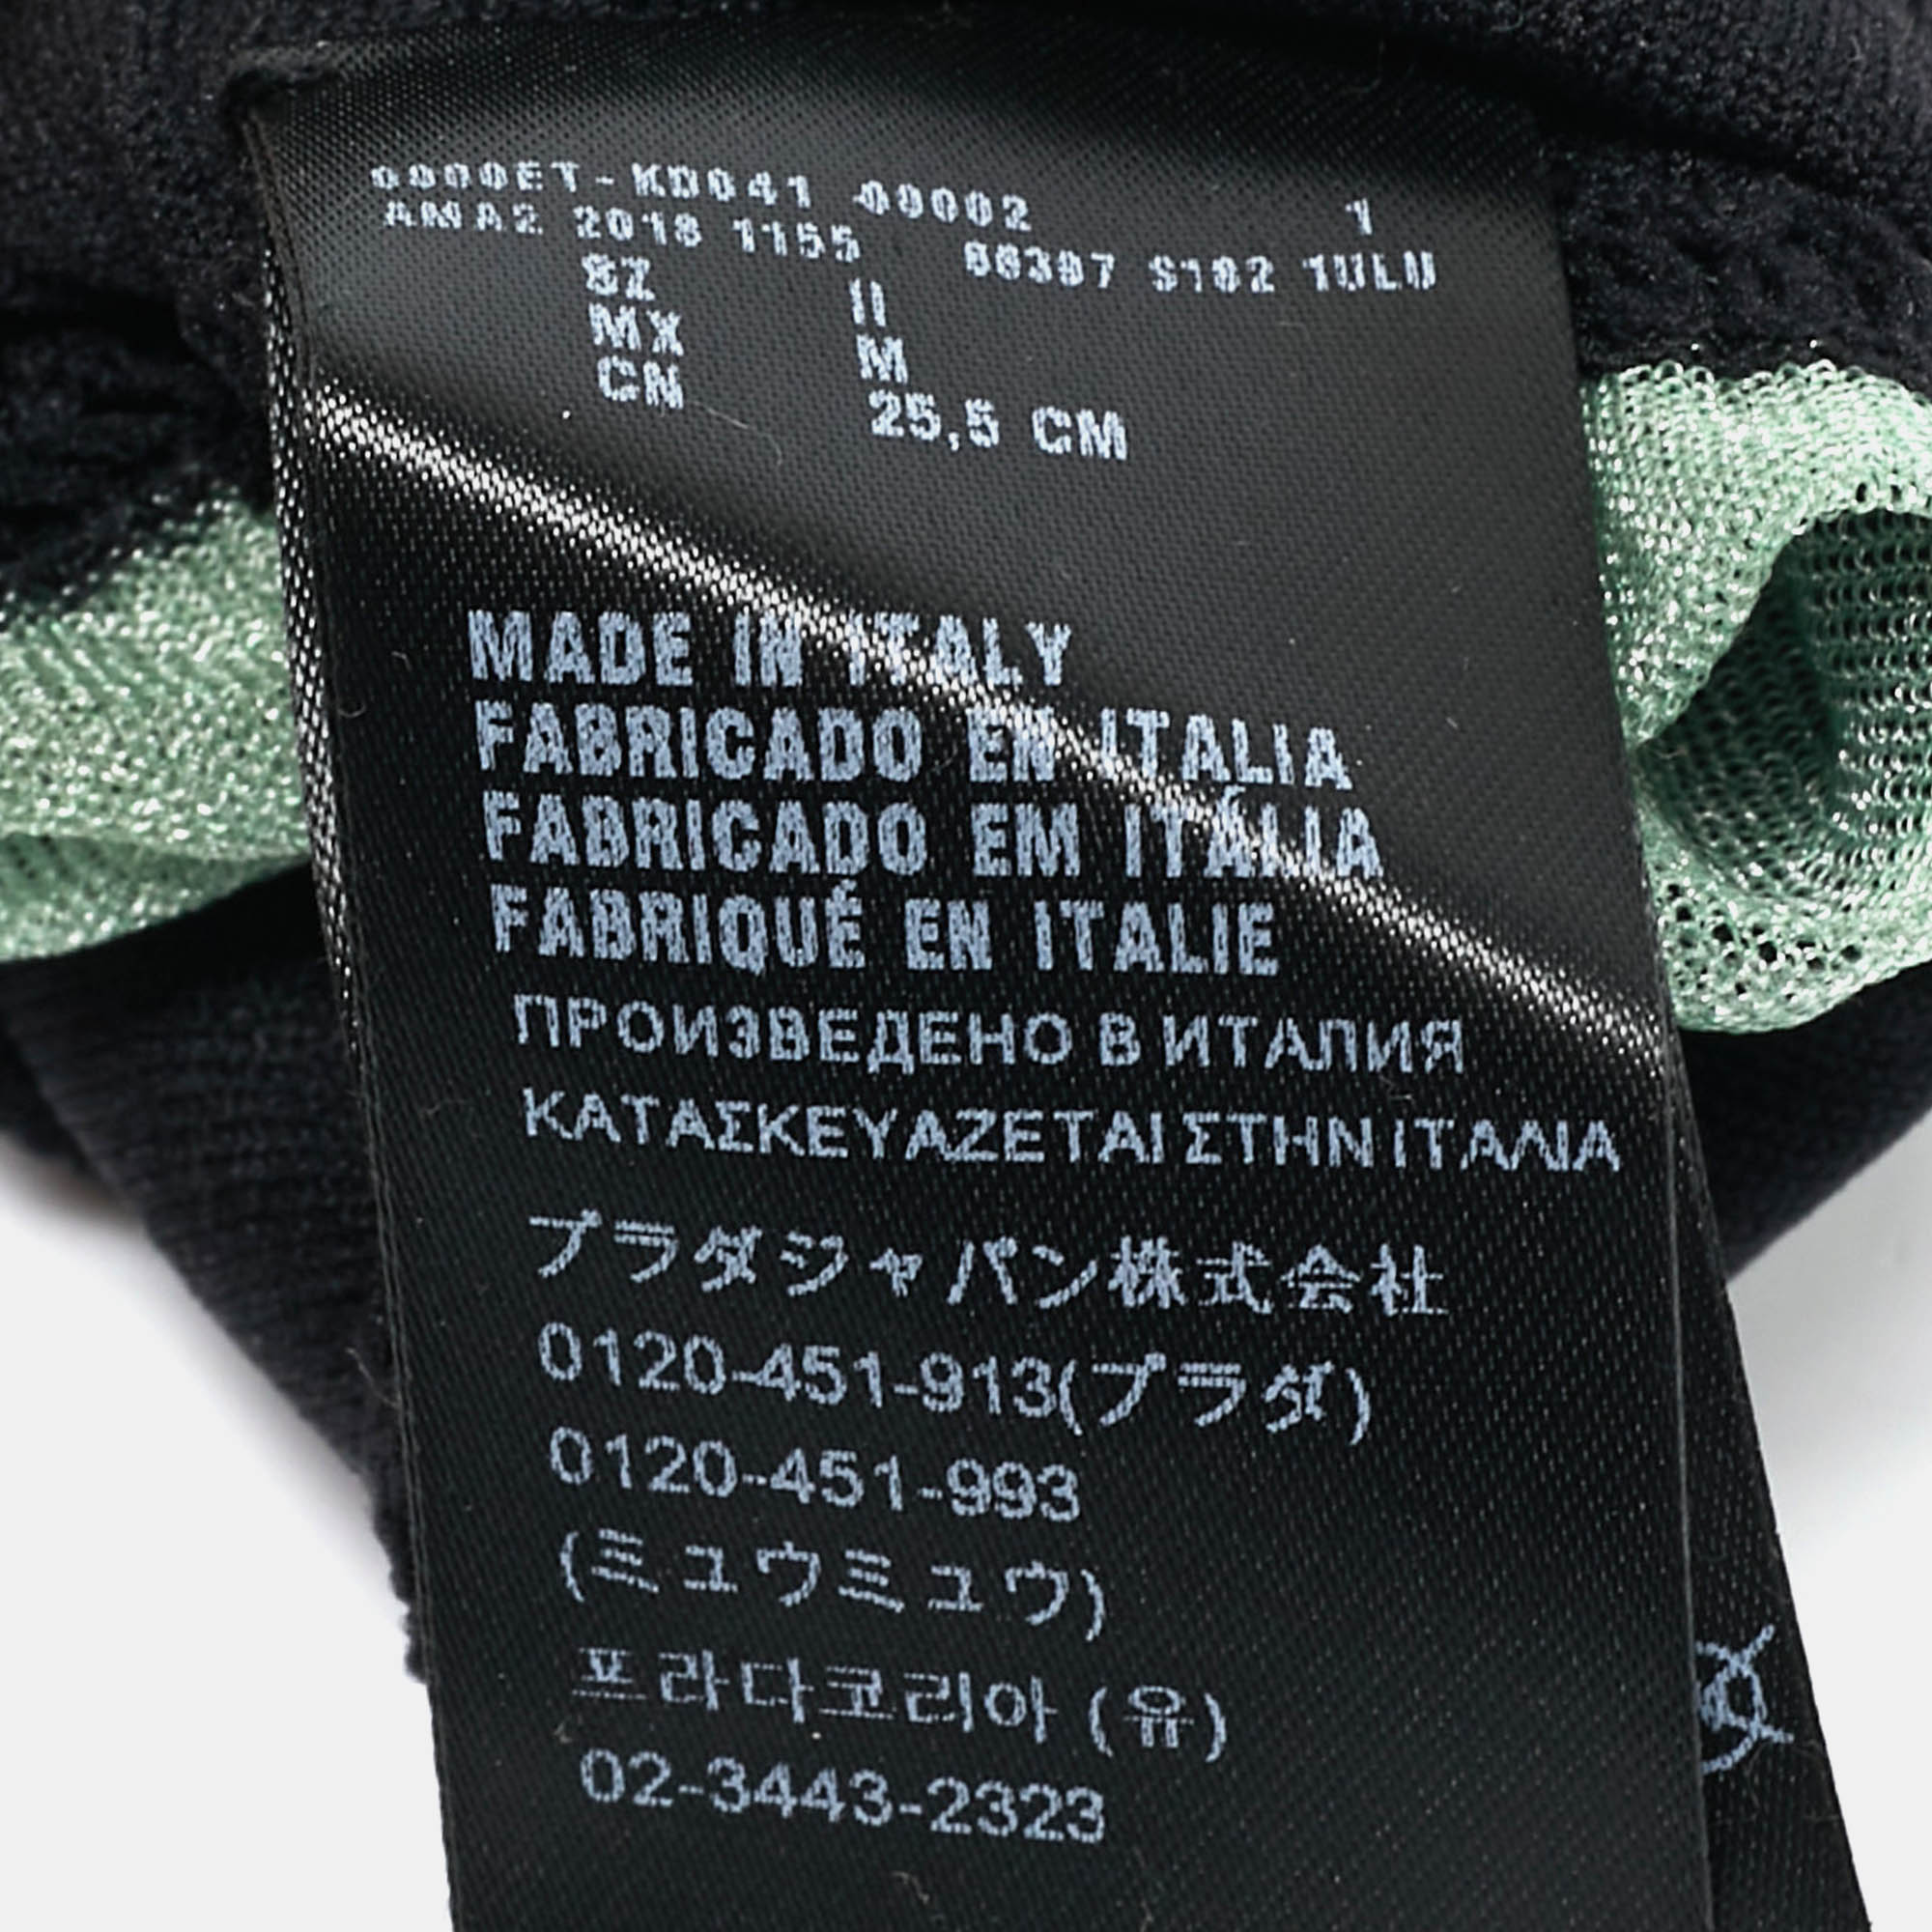 0000ET-KD041 00002 1
AMA2 2018 1155 66397 S182 1ULU
SZ II
MX M
CN 25,5 CM
MADE IN ITALY
FABRICADO EN ITALIA
FABRICADO EM ITÁLIA
FABRIQUÉ EN ITALIE
ПРОИЗВЕДЕНО В ИТАЛИЯ
ΚΑΤΑΣΚΕΥΑΖΕΤΑΙ ΣΤΗΝ ΙΤΑΛΙΑ
プラダジャパン株式会社
0120-451-913(プラダ)
0120-451-993
(ミュウミュウ)
프라다코리아 (유)
02-3443-2323